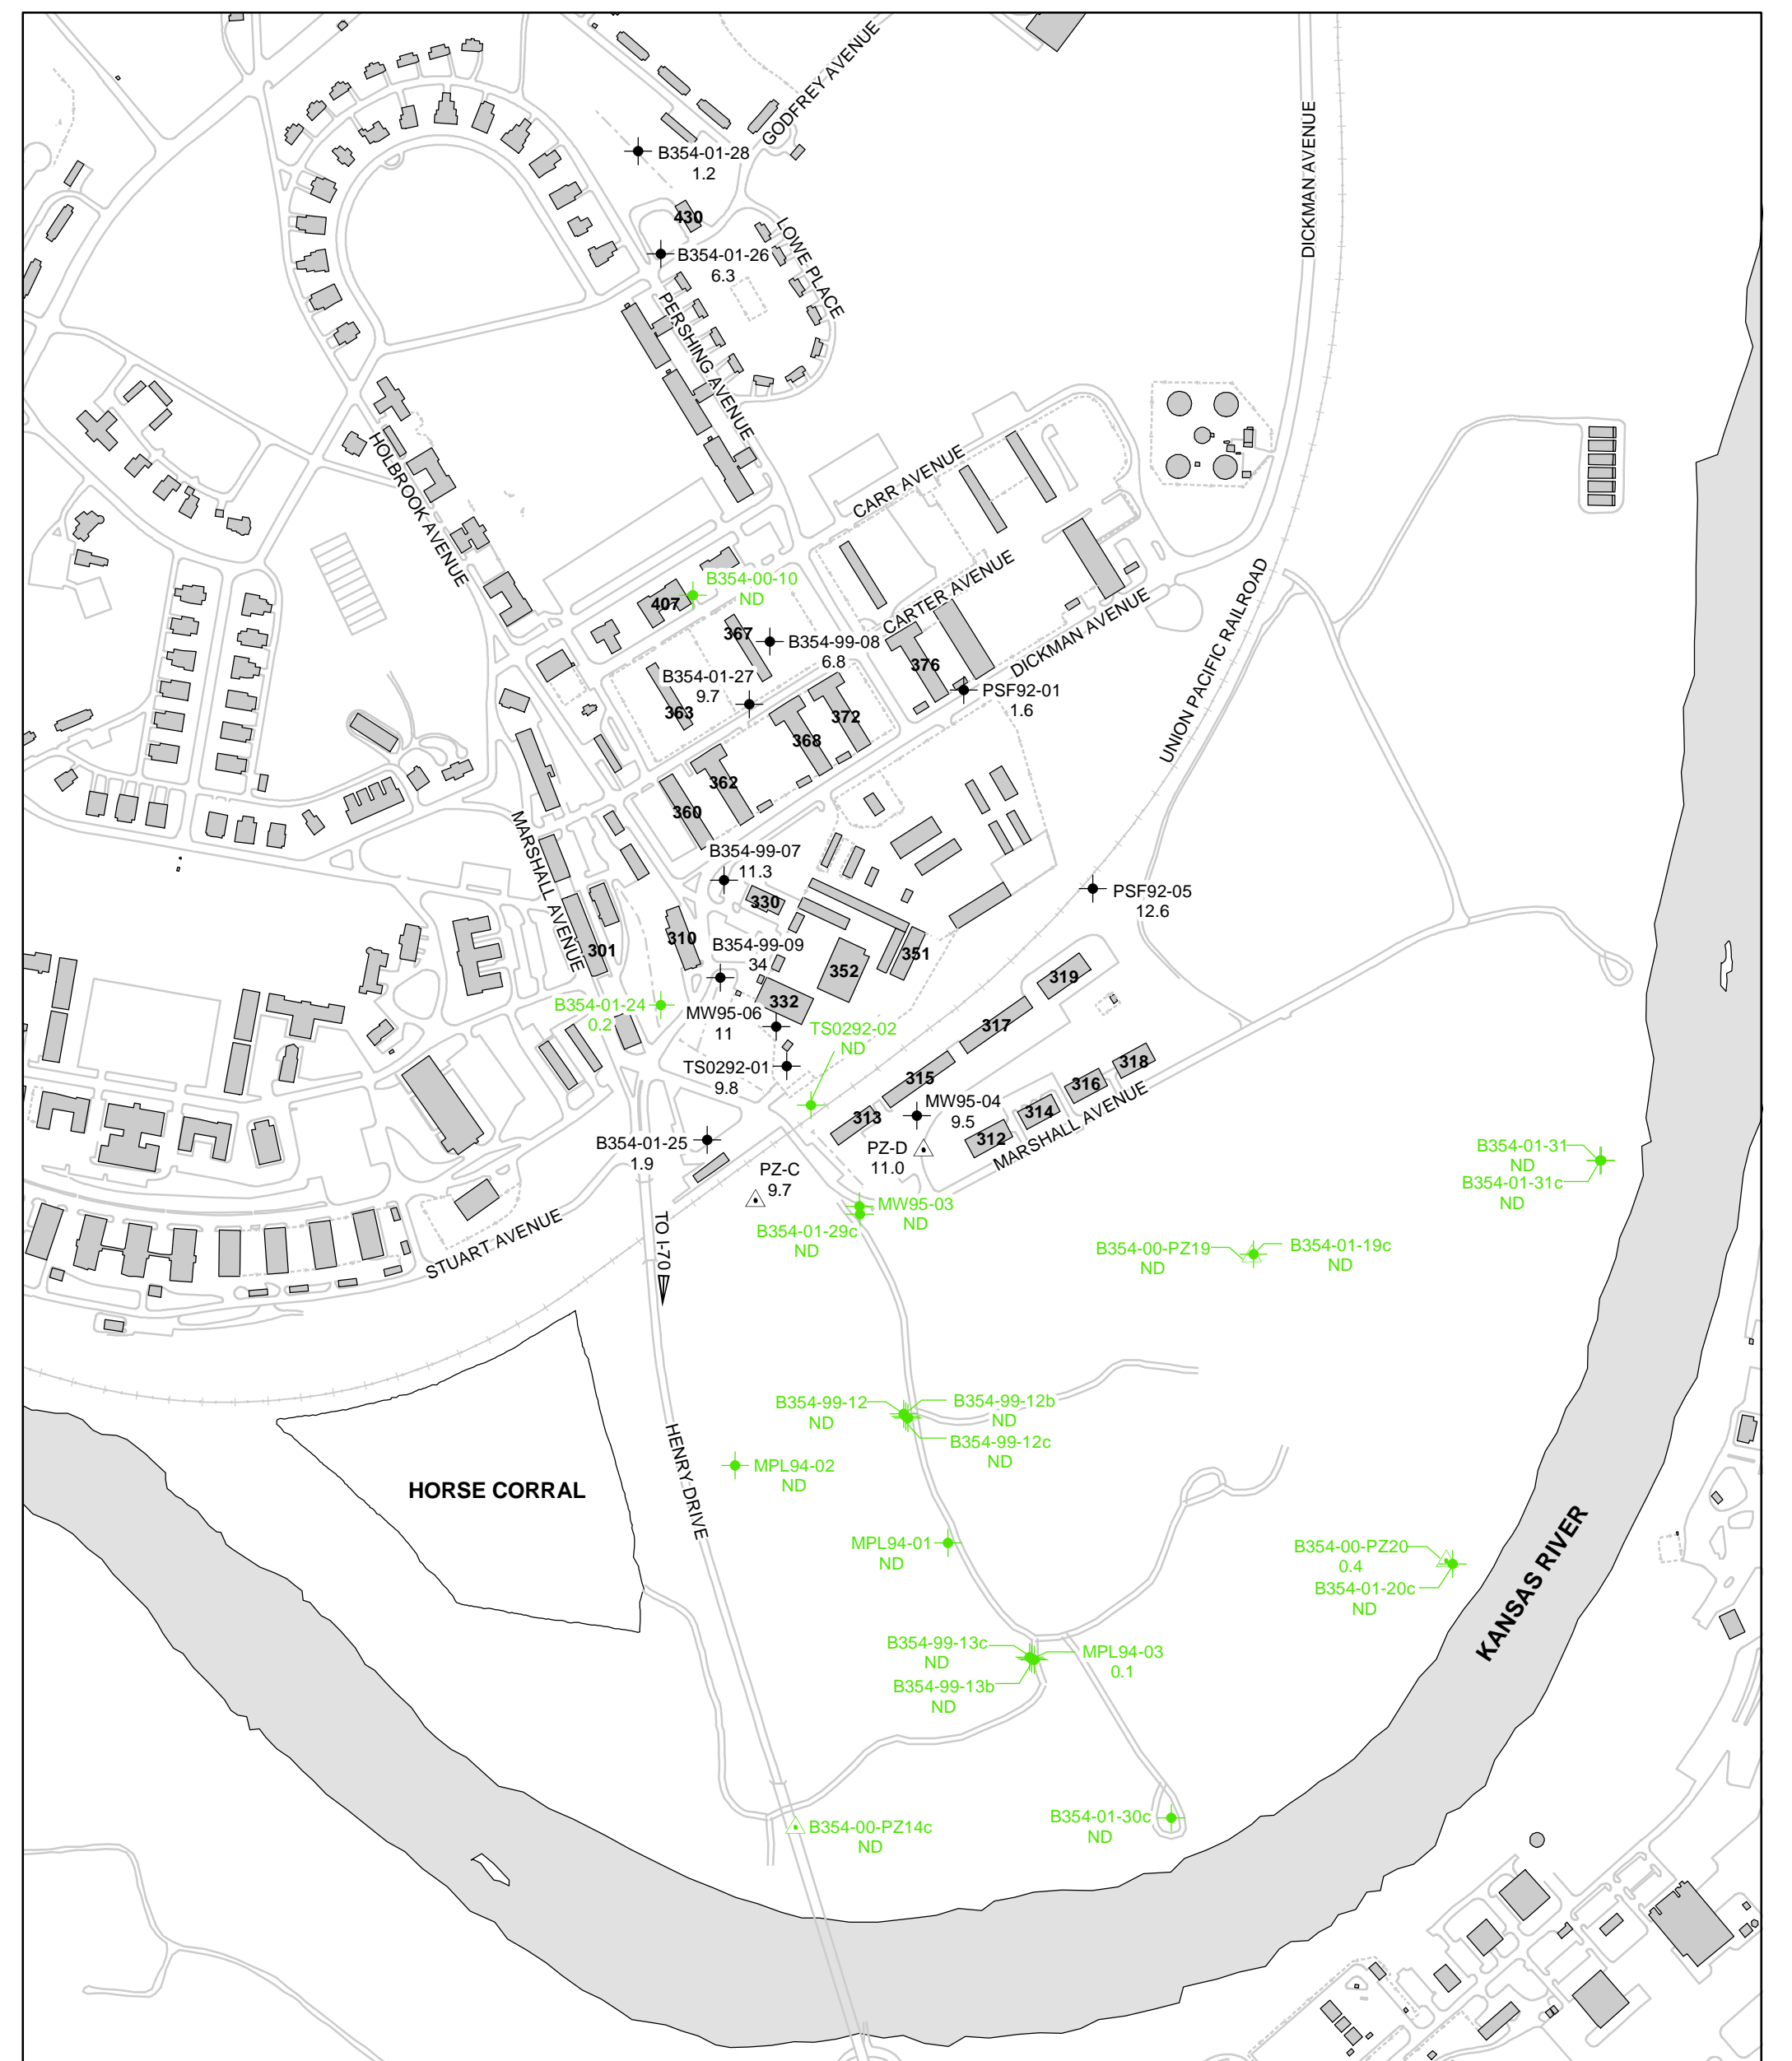 GODFREY AVENUE
DICKMAN AVENUE
B354-01-28
1.2
430
LOWE PLACE
B354-01-26
6.3
PERSHING AVENUE
HOLBROOK AVENUE
CARR AVENUE
B354-00-10
ND
407
CARTER AVENUE
367
B354-99-08
6.8
DICKMAN AVENUE
UNION PACIFIC RAILROAD
376
B354-01-27
9.7
PSF92-01
1.6
363
372
368
362
360
MARSHALL AVENUE
B354-99-07
11.3
330
PSF92-05
12.6
301
310
B354-99-09
34
351
352
319
332
B354-01-24
0.2
MW95-06
11
TS0292-02
ND
317
TS0292-01
9.8
315
318
316
MW95-04
9.5
314
313
312
MARSHALL AVENUE
B354-01-25
1.9
PZ-D
11.0
PZ-C
9.7
B354-01-31
ND
B354-01-31c
ND
MW95-03
ND
B354-01-29c
ND
TO I-70
STUART AVENUE
B354-00-PZ19
ND
B354-01-19c
ND
B354-99-12
ND
B354-99-12b
ND
B354-99-12c
ND
MPL94-02
ND
HENRY DRIVE
HORSE CORRAL
MPL94-01
ND
B354-00-PZ20
0.4
B354-01-20c
ND
KANSAS RIVER
B354-99-13c
ND
MPL94-03
0.1
B354-99-13b
ND
B354-01-30c
ND
B354-00-PZ14c
ND